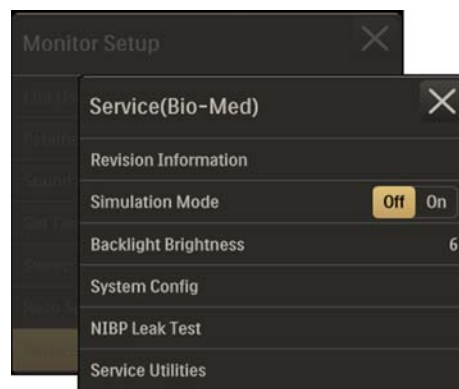 Monitor Setup
Service(Bio-Med)
Revision Information
Simulation Mode Off On
Backlight Brightness 6
System Config
NIBP Leak Test
Service Utilities